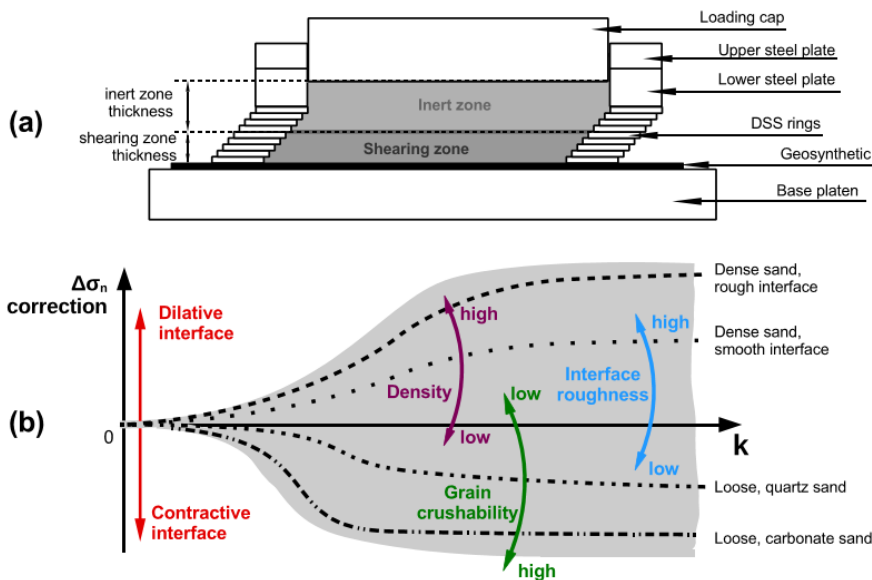 Loading cap
Upper steel plate
Lower steel plate
inert zone
thickness
Inert zone
(a)
DSS rings
shearing zone
thickness
Shearing zone
Geosynthetic
Base platen
Δσn
correction
Dilative
interface
Dense sand,
rough interface
high
high
Dense sand,
smooth interface
Density
low
Interface
roughness
(b)
0
low
k
low
Contractive
interface
Grain
crushability
Loose, quartz sand
Loose, carbonate sand
high